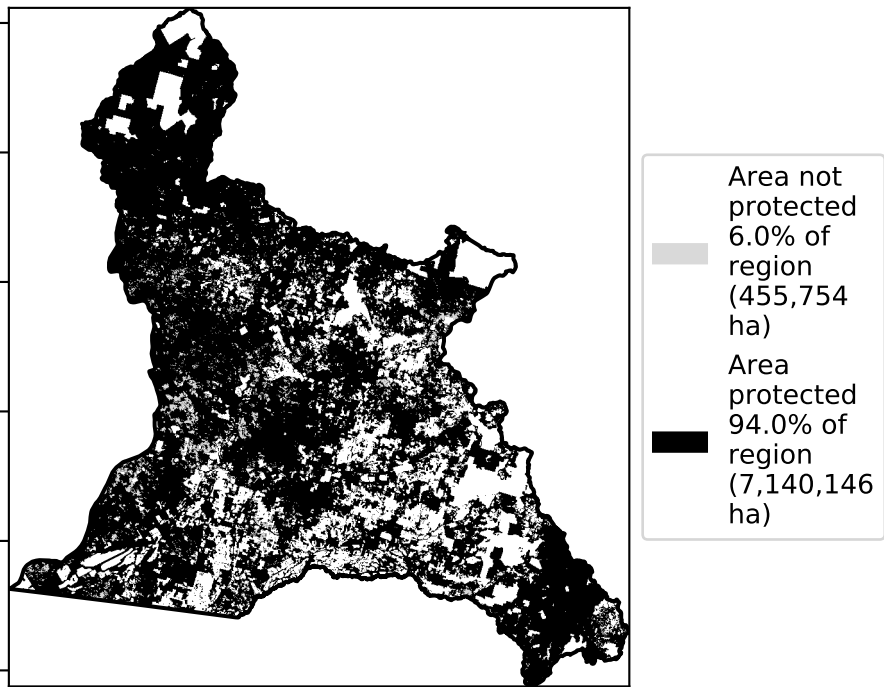 Area not
protected
6.0% of
region
(455,754
ha)
Area
protected
94.0% of
region
(7,140,146
ha)